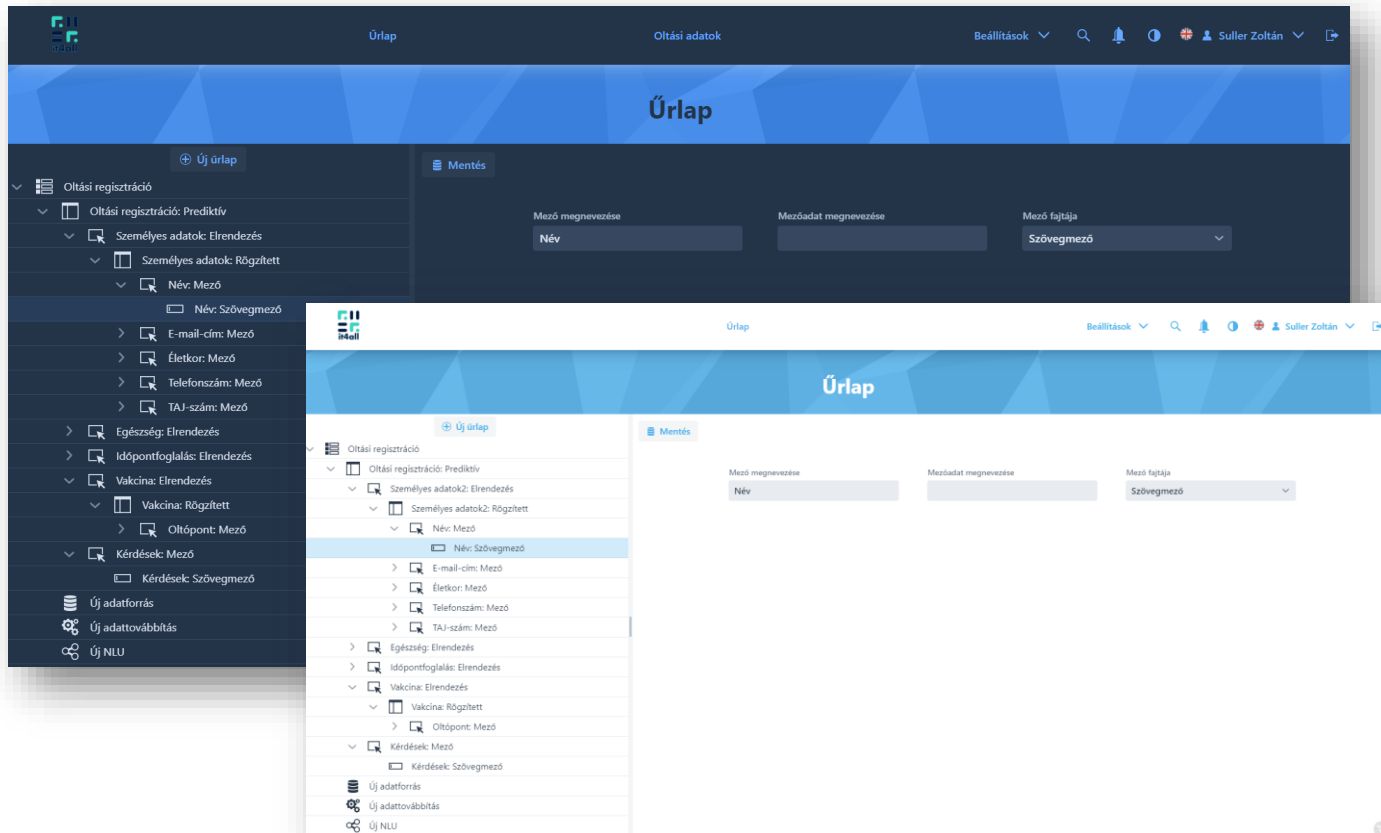 it4all
Űrlap
Oltási adatok
Beállítások
Suller Zoltán
Űrlap
Új űrlap
Mentés
Oltási regisztráció
Oltási regisztráció: Prediktív
Személyes adatok: Elrendezés
Személyes adatok: Rögzített
Név: Mező
Név: Szövegmező
E-mail-cím: Mező
Életkor: Mező
Telefonszám: Mező
TAJ-szám: Mező
Egészség: Elrendezés
Időpontfoglalás: Elrendezés
Vakcina: Elrendezés
Vakcina: Rögzített
Oltópont: Mező
Kérdések: Mező
Kérdések: Szövegmező
Új adatforrás
Új adattovábbítás
Új NLU
Mező megnevezése
Név
Mezőadat megnevezése
Mező fajtája
Szövegmező
it4all
Űrlap
Beállítások
Suller Zoltán
Űrlap
Új űrlap
Mentés
Oltási regisztráció
Oltási regisztráció: Prediktív
Személyes adatok2: Elrendezés
Személyes adatok2: Rögzített
Név: Mező
Név: Szövegmező
E-mail-cím: Mező
Életkor: Mező
Telefonszám: Mező
TAJ-szám: Mező
Egészség: Elrendezés
Időpontfoglalás: Elrendezés
Vakcina: Elrendezés
Vakcina: Rögzített
Oltópont: Mező
Kérdések: Mező
Kérdések: Szövegmező
Új adatforrás
Új adattovábbítás
Új NLU
Mező megnevezése
Név
Mezőadat megnevezése
Mező fajtája
Szövegmező